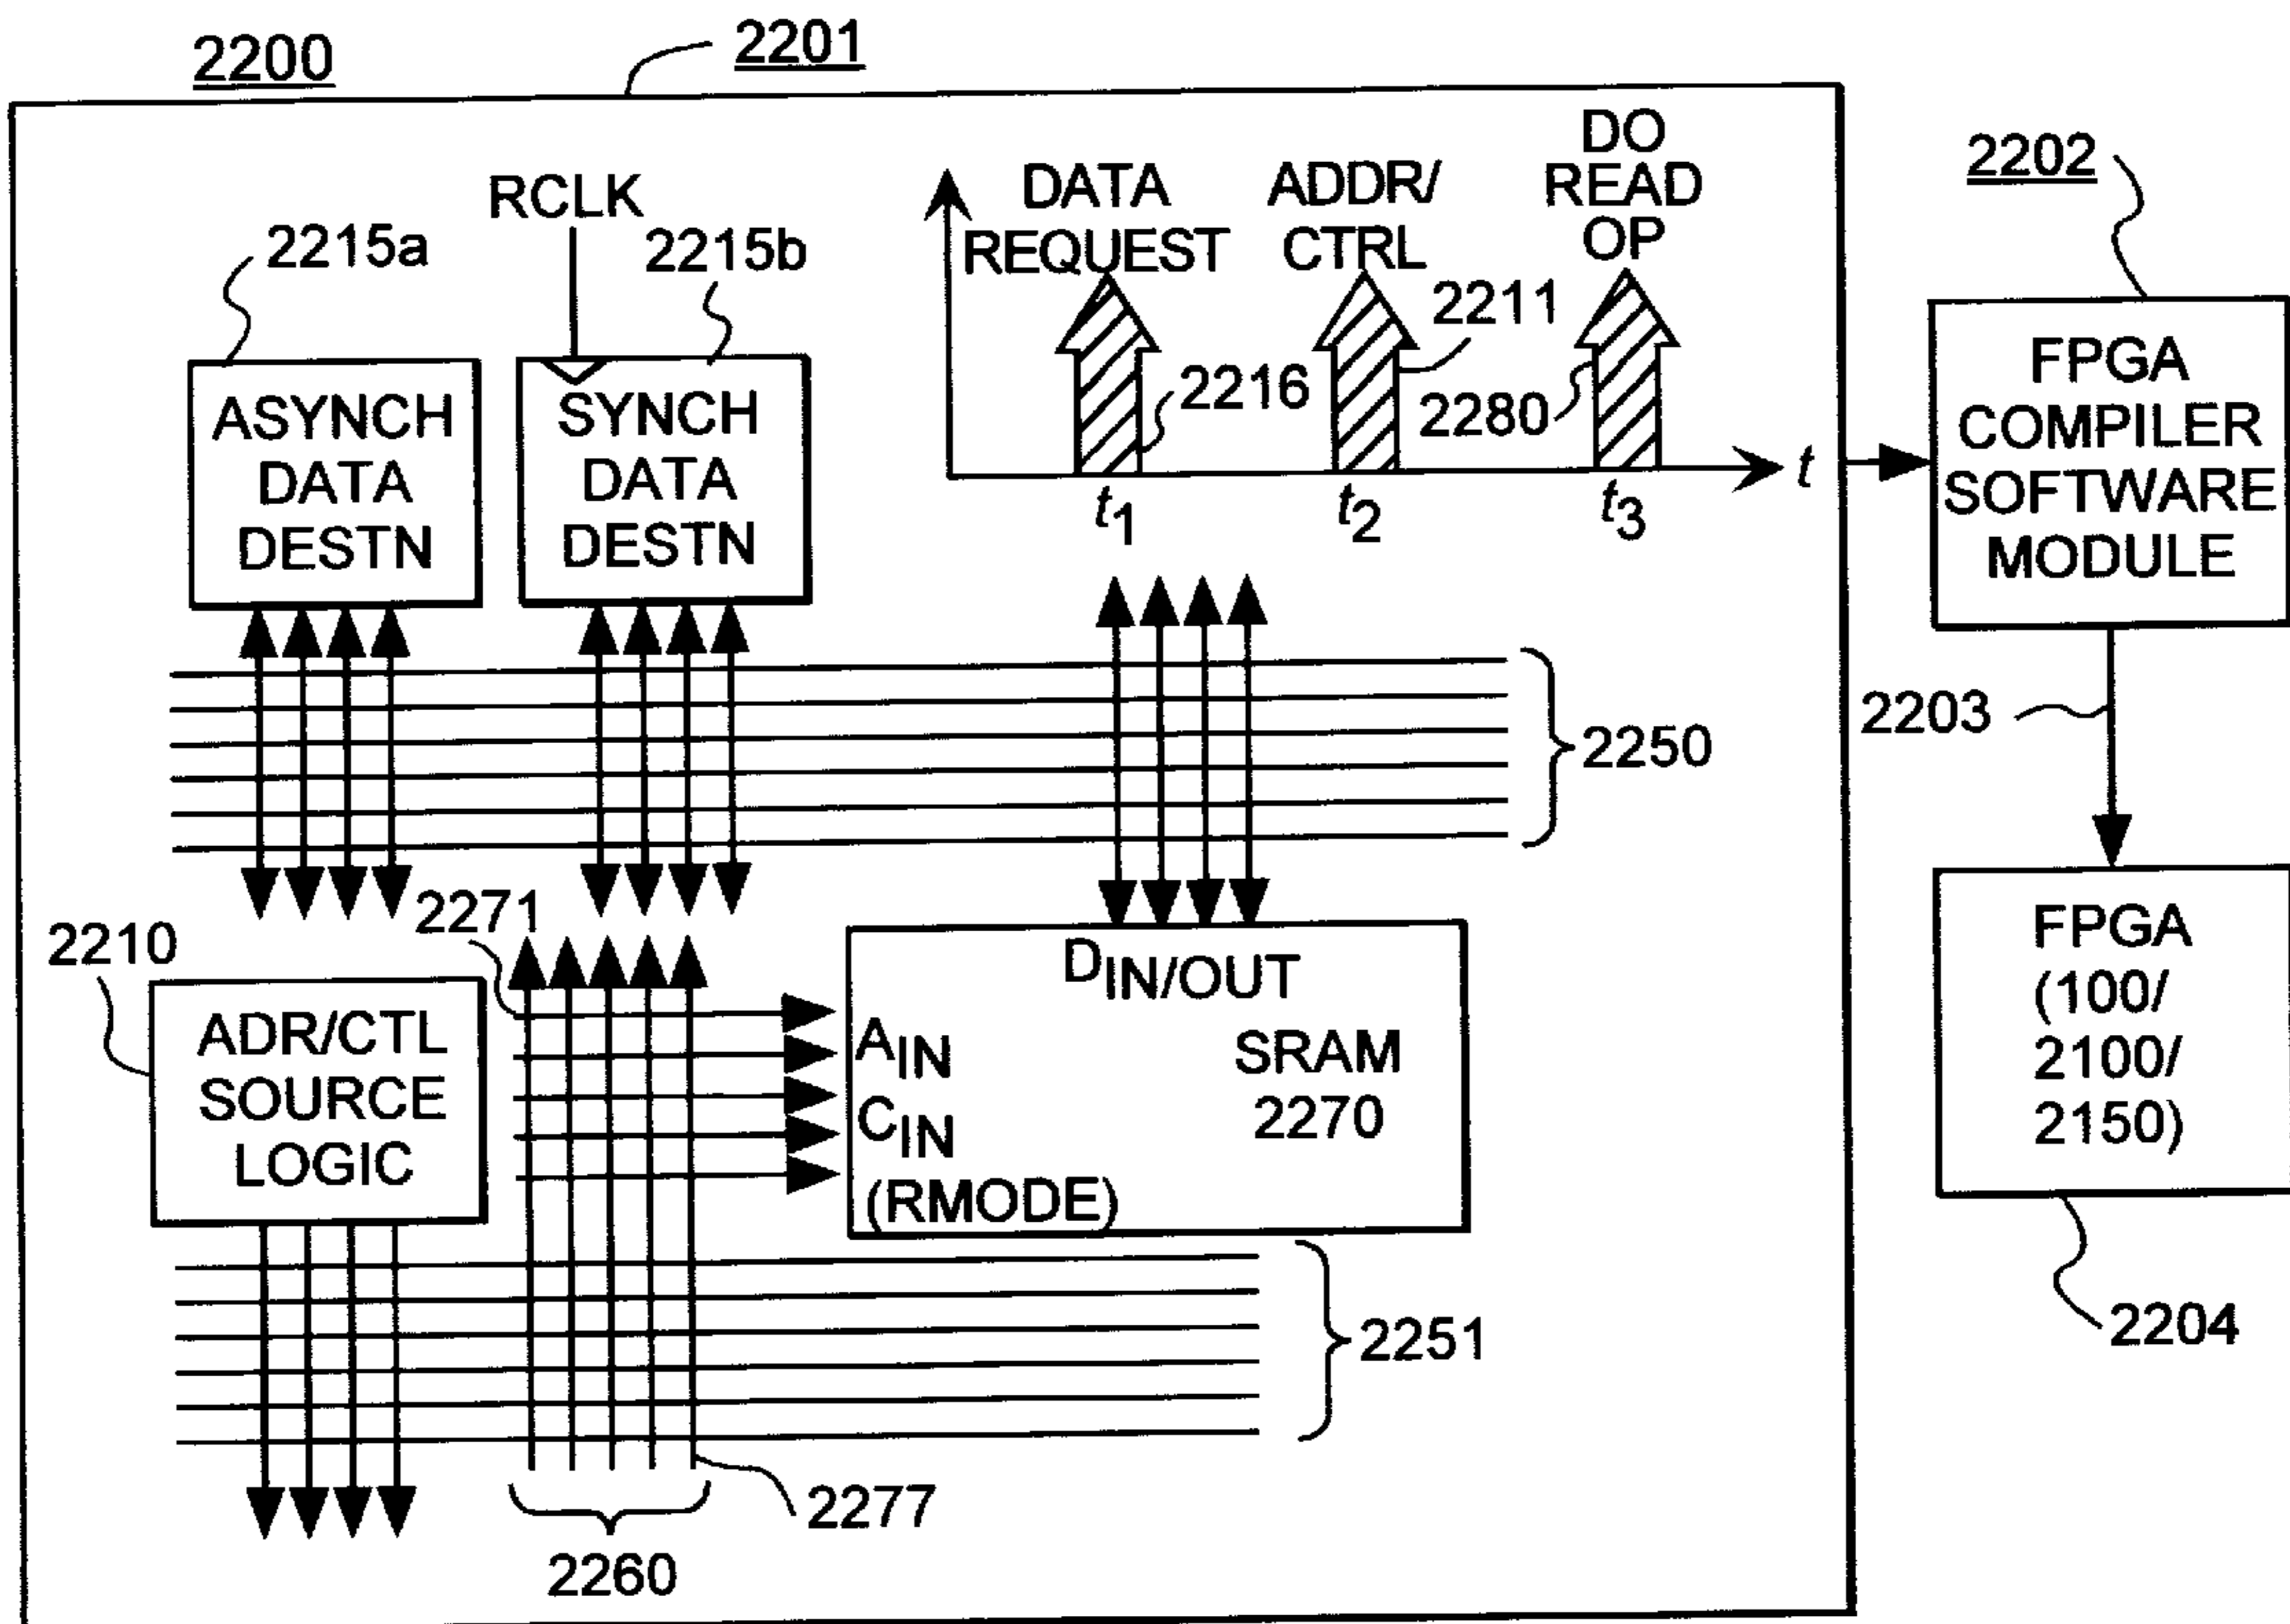 2200
2201
2202
RCLK
2215a
2215b
DATA
REQUEST
ADDR/
CTRL
DO
READ
OP
2216
2211
2280
t1
t2
t3
t
ASYNCH
DATA
DESTN
SYNCH
DATA
DESTN
FPGA
COMPILER
SOFTWARE
MODULE
2250
2203
2210
2271
ADR/CTL
SOURCE
LOGIC
DIN/OUT
AIN
CIN
(RMODE)
SRAM
2270
FPGA
(100/
2100/
2150)
2204
2251
2277
2260